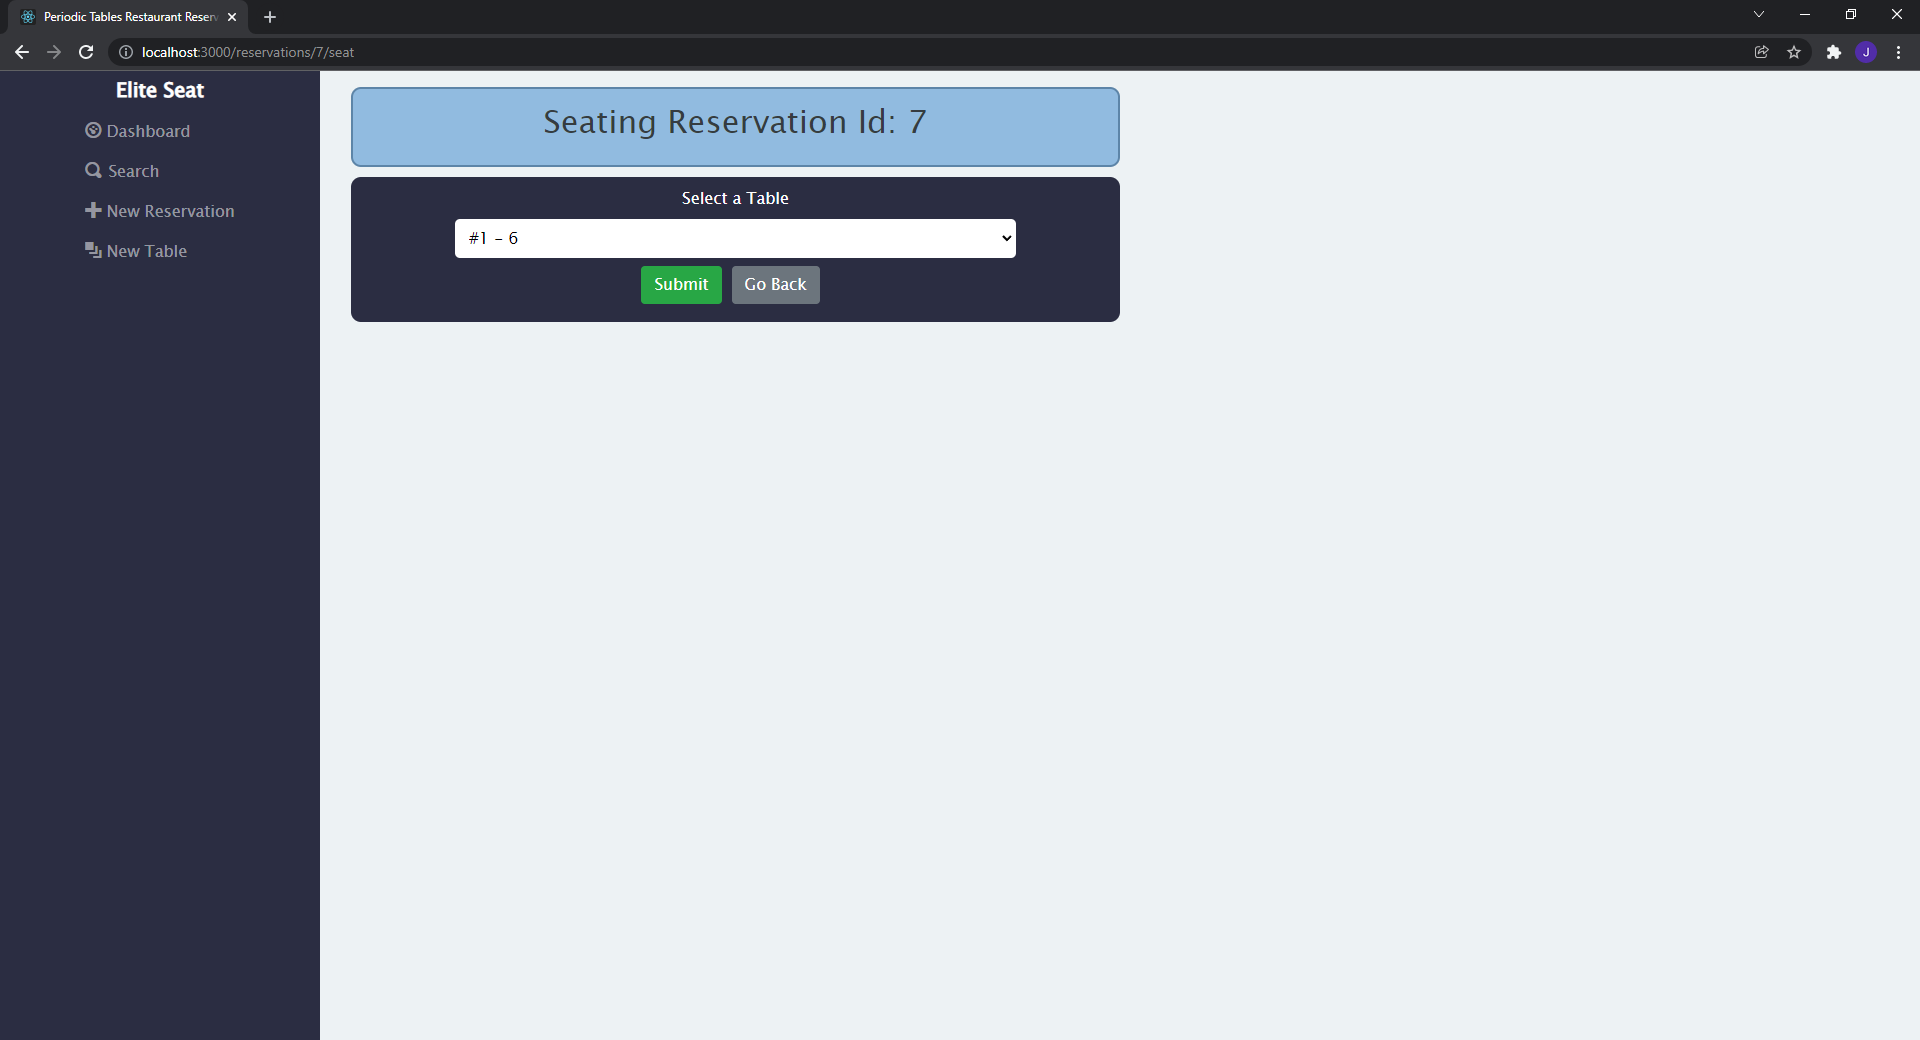 Periodic Tables Restaurant Reser
localhost:3000/reservations/7/seat
J
Elite Seat
Dashboard
Search
New Reservation
New Table
Seating Reservation Id: 7
Select a Table
#1 - 6
Submit
Go Back